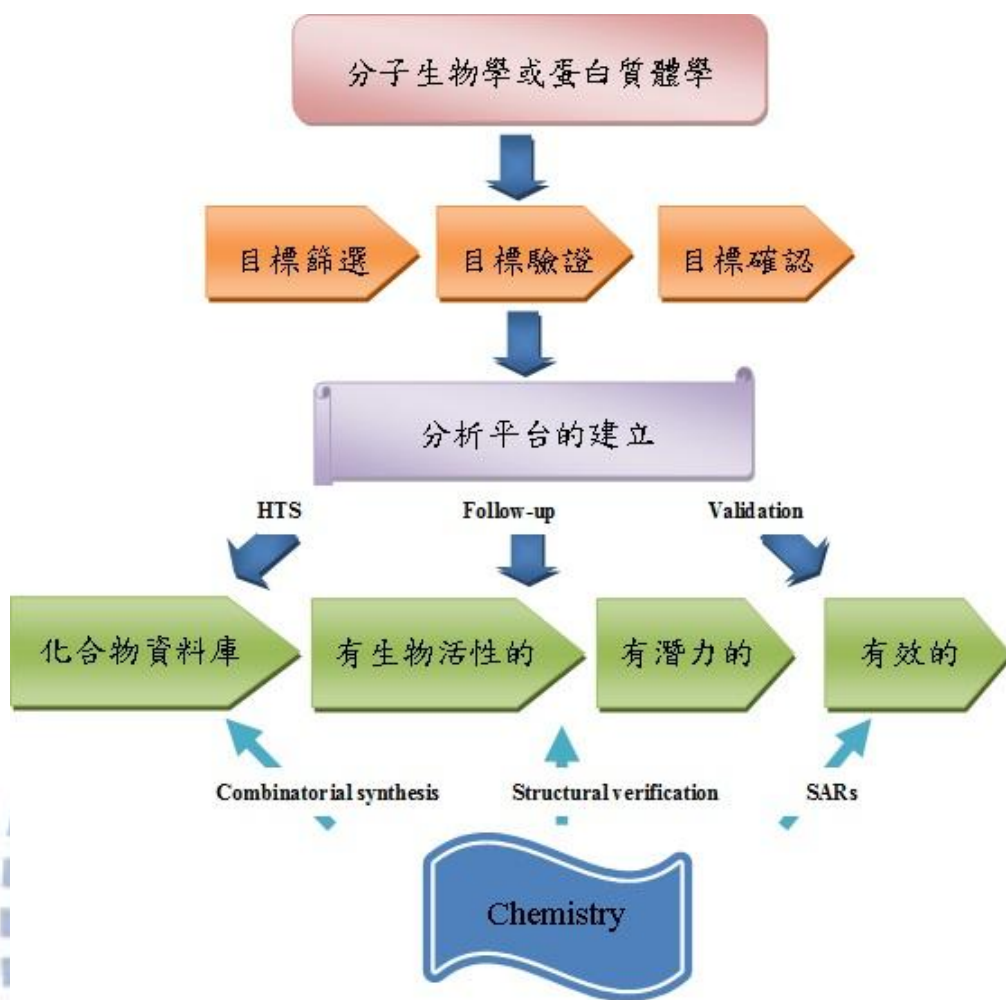 分子生物學或蛋白質體學
目標篩選
目標驗證
目標確認
分析平台的建立
HTS
Follow-up
Validation
化合物資料庫
有生物活性的
有潛力的
有效的
Combinatorial synthesis
Structural verification
SARs
Chemistry